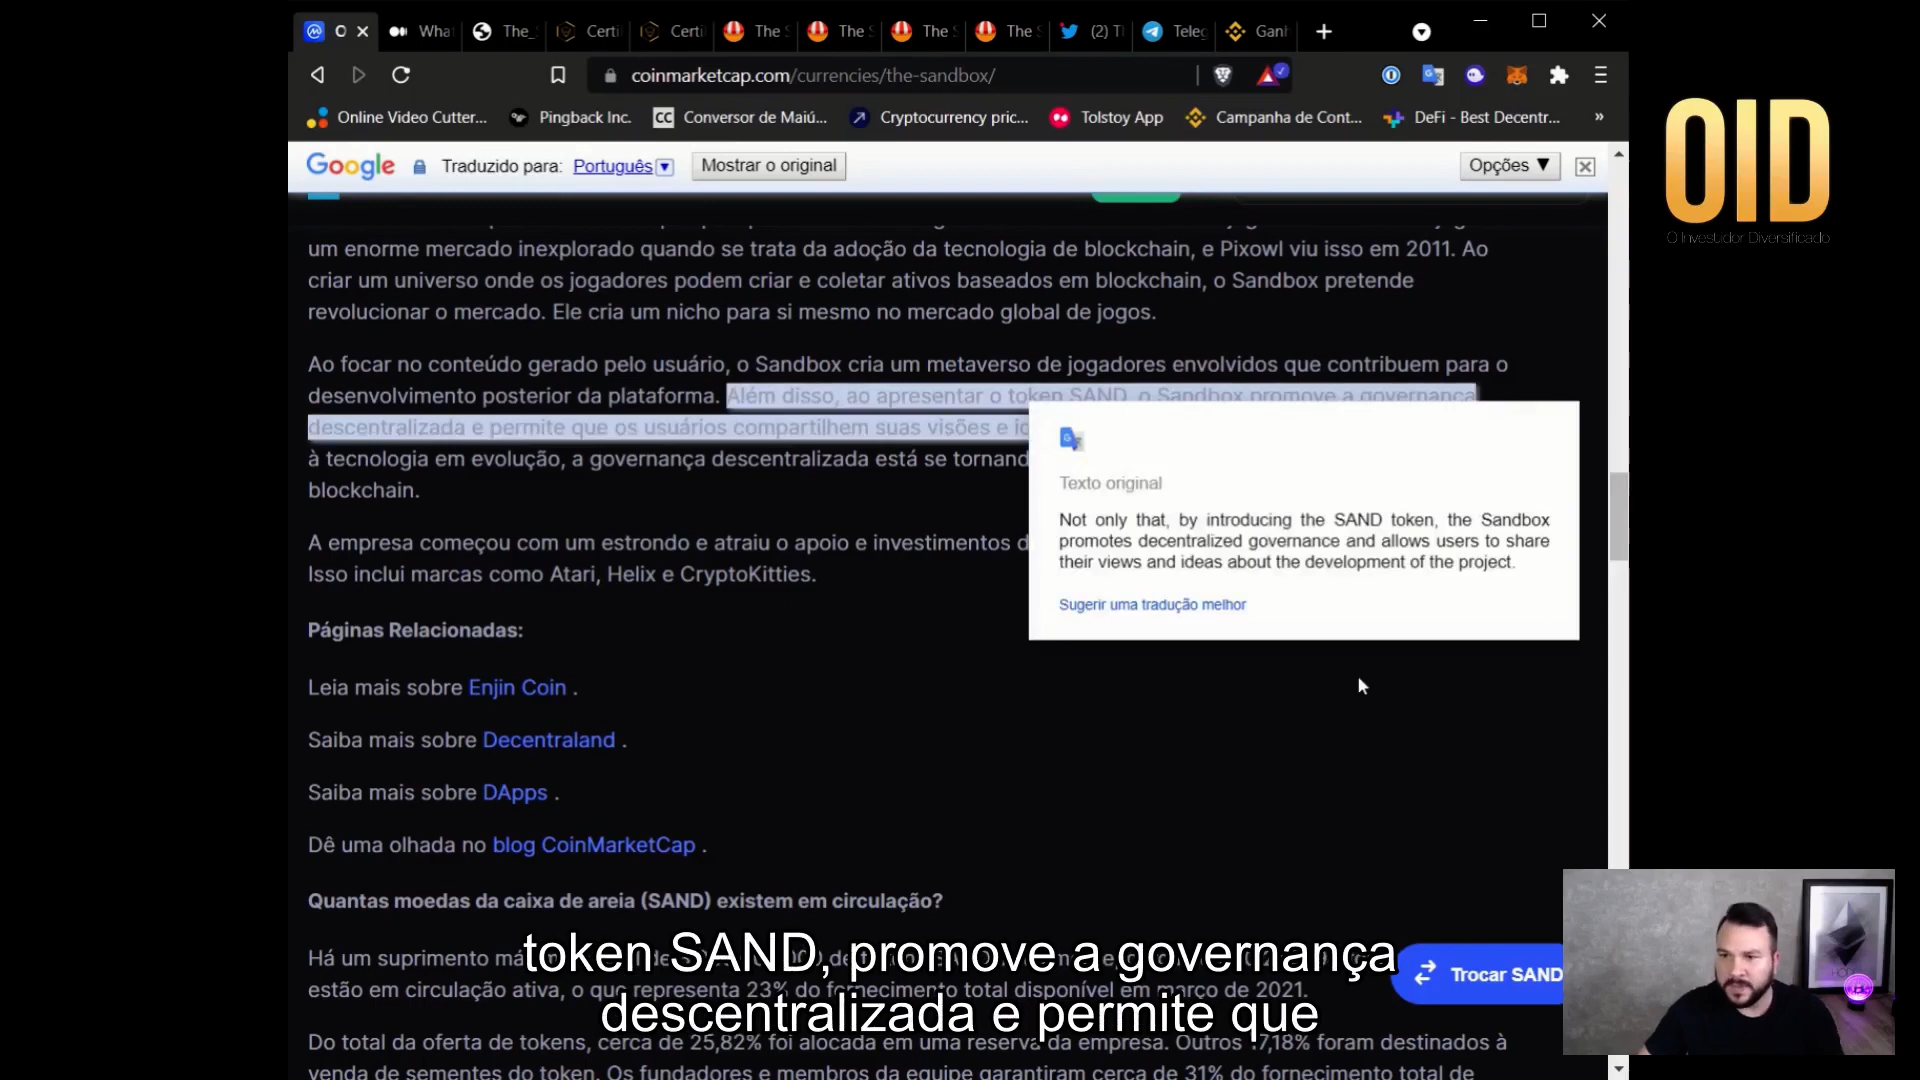 O
Wha
The_
Certi
Certi
The
The
The
The
(2) T
Teleg
Ganh
coinmarketcap.com/currencies/the-sandbox/
Online Video Cutter...
Pingback Inc.
CC
Conversor de Maiú...
Cryptocurrency pric...
Tolstoy App
Campanha de Cont...
DeFi - Best Decentr...
»
OID
O Investidor Diversificado
Google
Traduzido para:
Português
Mostrar o original
Opções ▼
um enorme mercado inexplorado quando se trata da adoção da tecnologia de blockchain, e Pixowl viu isso em 2011. Ao
criar um universo onde os jogadores podem criar e coletar ativos baseados em blockchain, o Sandbox pretende
revolucionar o mercado. Ele cria um nicho para si mesmo no mercado global de jogos.
Ao focar no conteúdo gerado pelo usuário, o Sandbox cria um metaverso de jogadores envolvidos que contribuem para o
desenvolvimento posterior da plataforma. Além disso, ao apresentar o token SAND, o Sandbox promove a governança
descentralizada e permite que os usuários compartilhem suas visões e
à tecnologia em evolução, a governança descentralizada está se tornand
blockchain.
Texto original
Not only that, by introducing the SAND token, the Sandbox
promotes decentralized governance and allows users to share
their views and ideas about the development of the project.
Sugerir uma tradução melhor
A empresa começou com um estrondo e atraiu o apoio e investimentos d
Isso inclui marcas como Atari, Helix e CryptoKitties.
Páginas Relacionadas:
Leia mais sobre Enjin Coin .
Saiba mais sobre Decentraland .
Saiba mais sobre DApps .
Dê uma olhada no blog CoinMarketCap .
Quantas moedas da caixa de areia (SAND) existem em circulação?
Há um suprimento
estão em circulação ativa, o que representa 23% do fornecimento total disponível em março de 2021.
Trocar SAND
token SAND, promove a governança
descentralizada e permite que
Do total da oferta de tokens, cerca de 25,82% foi alocada em uma reserva da empresa. Outros 17,18% foram destinados à
venda de sementes do token. Os fundadores e membros da equipe garantiram cerca de 31% do fornecimento total de